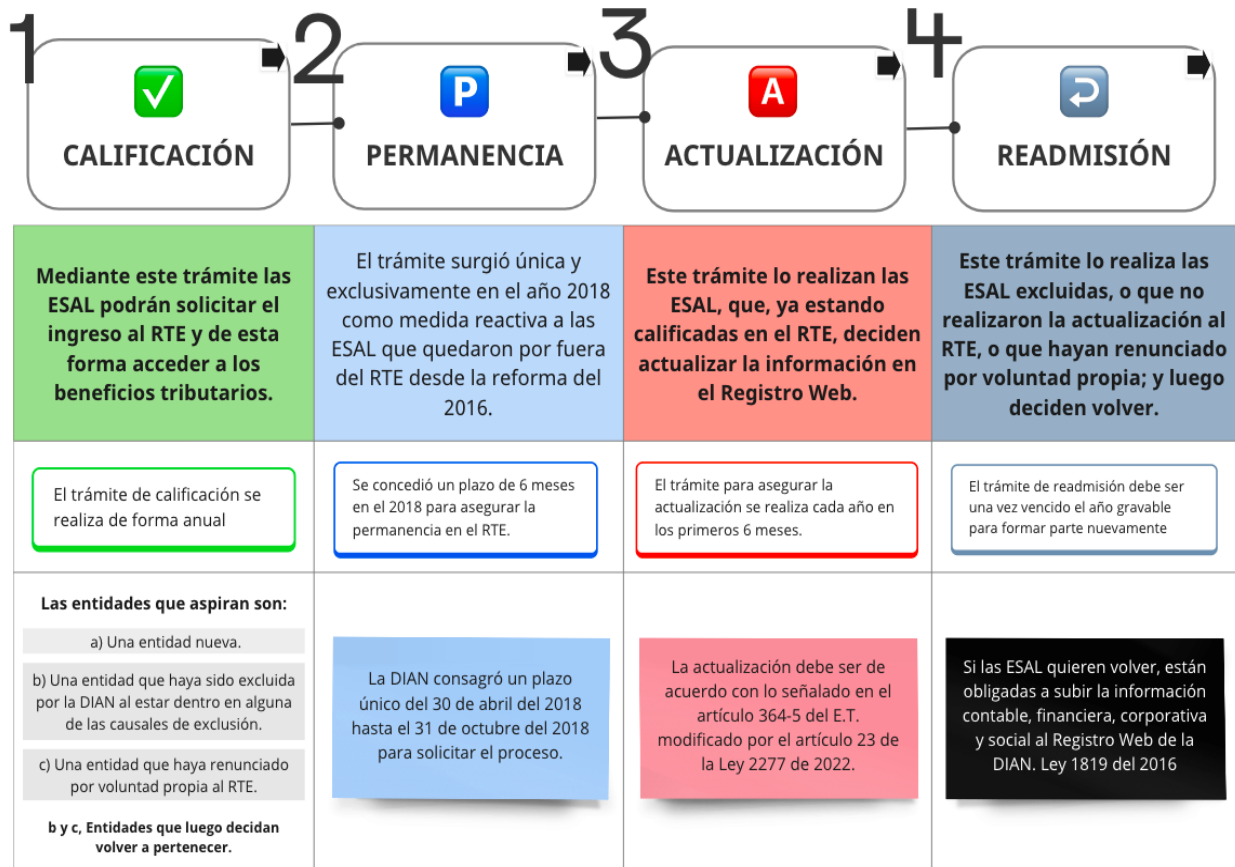 1
CALIFICACIÓN
2
P
PERMANENCIA
3
A
ACTUALIZACIÓN
4
READMISIÓN
Mediante este trámite las
ESAL podrán solicitar el
ingreso al RTE y de esta
forma acceder a los
beneficios tributarios.
El trámite surgió única y
exclusivamente en el año 2018
como medida reactiva a las
ESAL que quedaron por fuera
del RTE desde la reforma del
2016.
Este trámite lo realizan las
ESAL, que, ya estando
calificadas en el RTE, deciden
actualizar la información en
el Registro Web.
Este trámite lo realiza las
ESAL excluidas, o que no
realizaron la actualización al
RTE, o que hayan renunciado
por voluntad propia; y luego
deciden volver.
El trámite de calificación se
realiza de forma anual
Se concedió un plazo de 6 meses
en el 2018 para asegurar la
permanencia en el RTE.
El trámite para asegurar la
actualización se realiza cada año en
los primeros 6 meses.
El trámite de readmisión debe ser
una vez vencido el año gravable
para formar parte nuevamente
Las entidades que aspiran son:
a) Una entidad nueva.
b) Una entidad que haya sido excluida
por la DIAN al estar dentro en alguna
de las causales de exclusión.
c) Una entidad que haya renunciado
por voluntad propia al RTE.
b y c, Entidades que luego decidan
volver a pertenecer.
La DIAN consagró un plazo
único del 30 de abril del 2018
hasta el 31 de octubre del 2018
para solicitar el proceso.
La actualización debe ser de
acuerdo con lo señalado en el
artículo 364-5 del E.T.
modificado por el artículo 23 de
la Ley 2277 de 2022.
Si las ESAL quieren volver, están
obligadas a subir la información
contable, financiera, corporativa
y social al Registro Web de la
DIAN. Ley 1819 del 2016